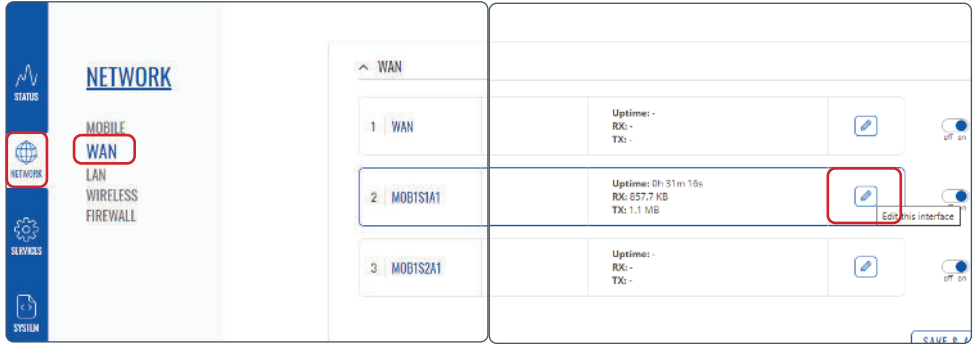 STATUS
NETWORK
SERVICES
SYSTEM
NETWORK
MOBILE
WAN
LAN
WIRELESS
FIREWALL
WAN
1 WAN
Uptime: -
RX: -
TX: -
off on
2 MOB1S1A1
Uptime: 0h 31m 16s
RX: 857.7 KB
TX: 1.1 MB
Edit this interface
3 MOB1S2A1
Uptime: -
RX: -
TX: -
off on
SAVE &